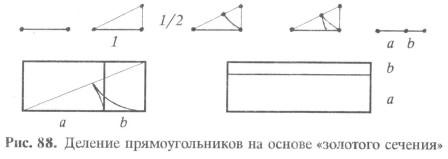 1/2
1
a b
b
a
a b
Рис. 88. Деление прямоугольников на основе «золотого сечения»